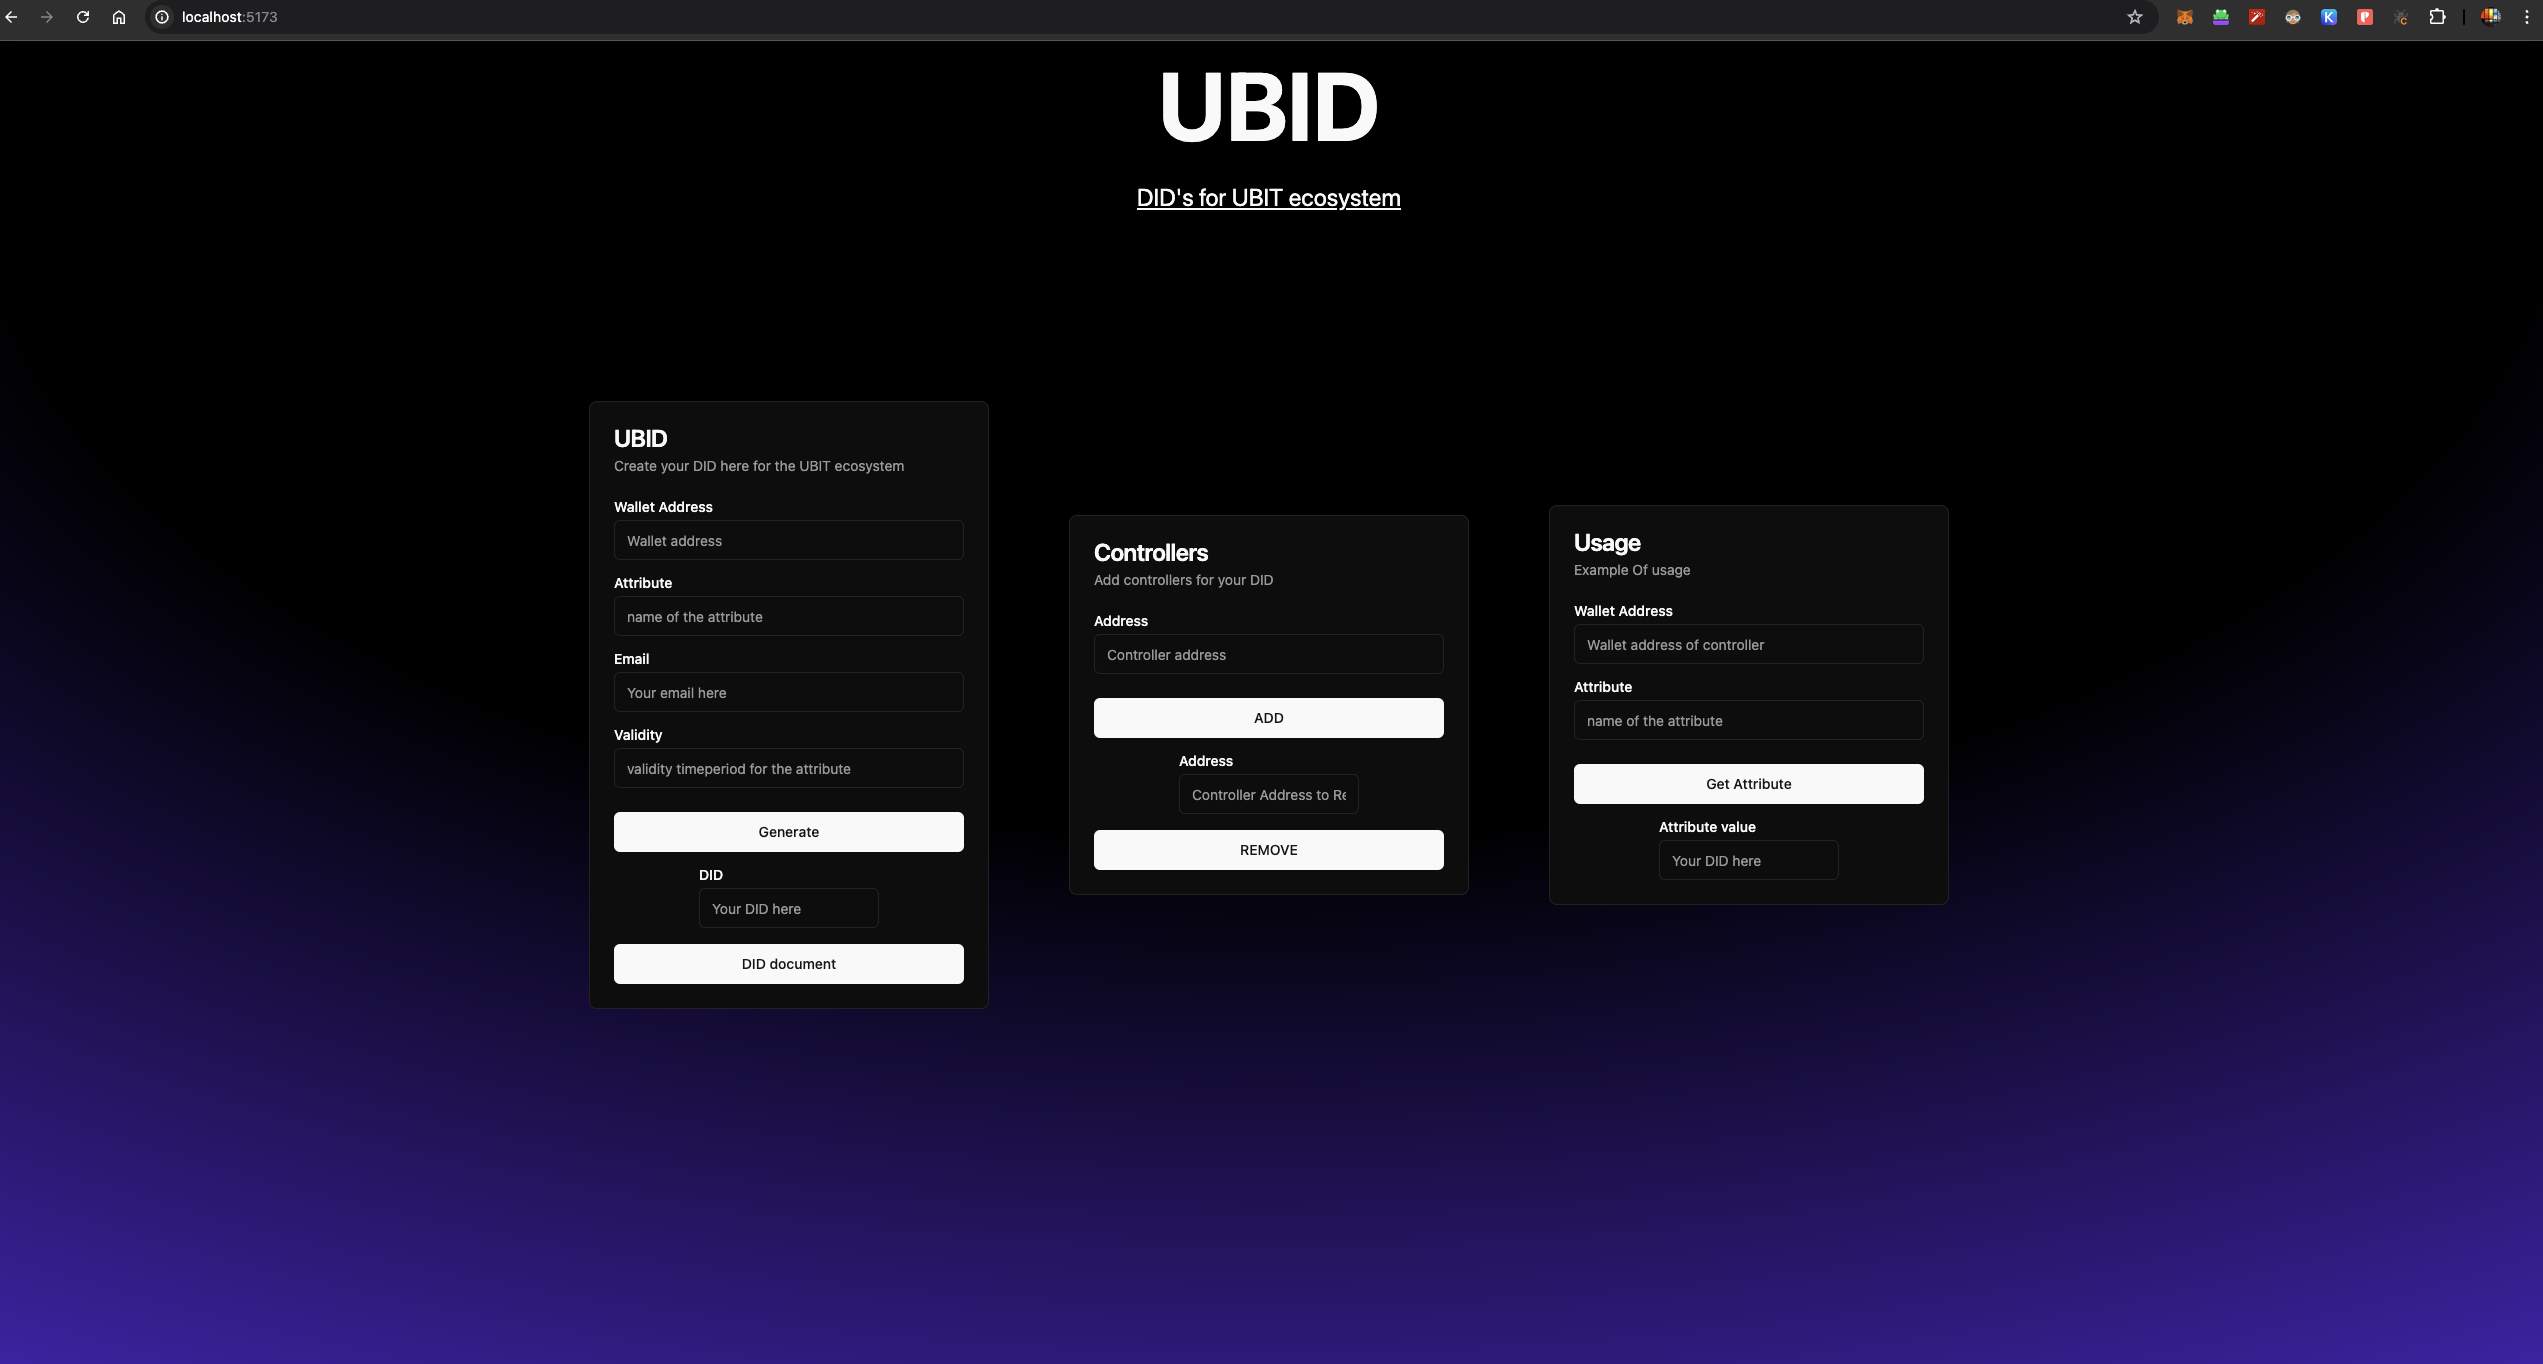 localhost:5173
UBID
DID's for UBIT ecosystem
UBID
Create your DID here for the UBIT ecosystem
Wallet Address
Wallet address
Attribute
name of the attribute
Email
Your email here
Validity
validity timeperiod for the attribute
Generate
DID
Your DID here
DID document
Controllers
Add controllers for your DID
Address
Controller address
ADD
Address
Controller Address to Re
REMOVE
Usage
Example Of usage
Wallet Address
Wallet address of controller
Attribute
name of the attribute
Get Attribute
Attribute value
Your DID here